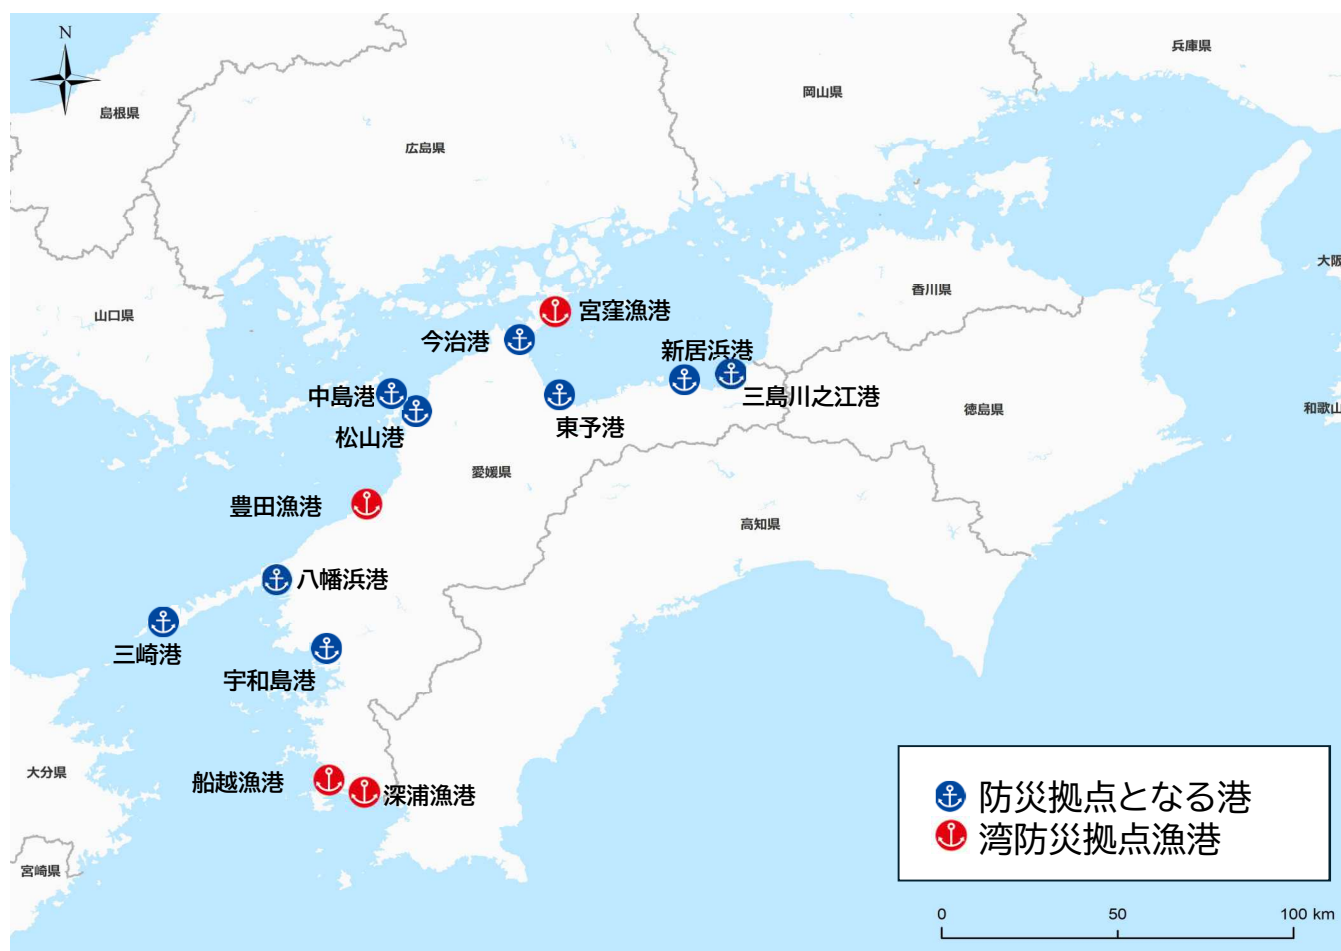 N
兵庫県
岡山県
島根県
広島県
大阪
香川県
山口県
宮窪漁港
今治港
新居浜港
中島港
三島川之江港
徳島県
和歌山
松山港
東予港
愛媛県
豊田漁港
高知県
八幡浜港
三崎港
宇和島港
大分県
船越漁港
深浦漁港
宮崎県
防災拠点となる港
湾防災拠点漁港
0 50 100 km